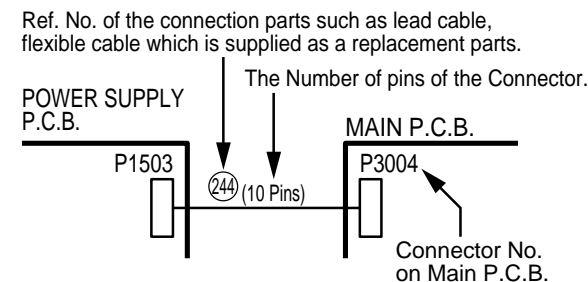 Ref. No. of the connection parts such as lead cable,
flexible cable which is supplied as a replacement parts.
The Number of pins of the Connector.
POWER SUPPLY
P.C.B.
MAIN P.C.B.
P1503
244 (10 Pins)
P3004
Connector No.
on Main P.C.B.